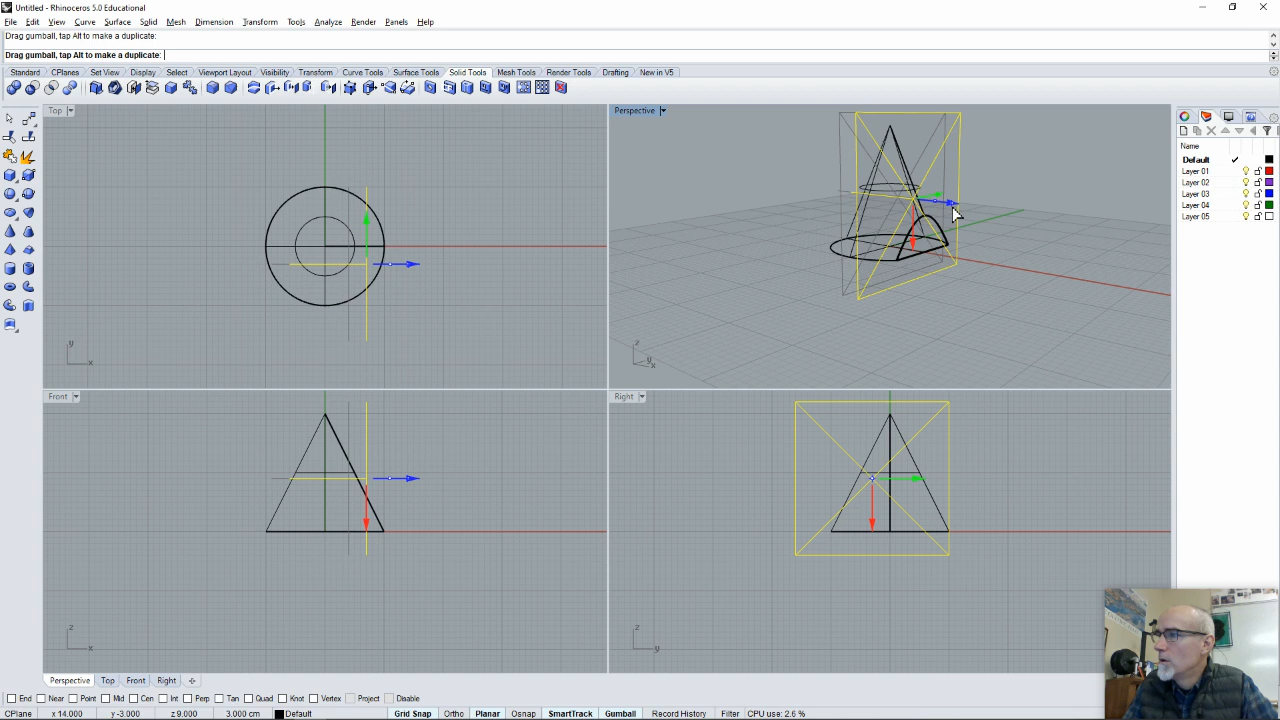 Untitled - Rhinoceros 5.0 Educational
File Edit View Curve Surface Solid Mesh Dimension Transform Tools Analyze Render Panels Help
Drag gumball, tap Alt to make a duplicate:
Drag gumball, tap Alt to make a duplicate:
Standard CPlanes Set View Display Select Viewport Layout Visibility Transform Curve Tools Surface Tools Solid Tools Mesh Tools Render Tools Drafting New in V5
Top
Perspective
Name
Default
Layer 01
Layer 02
Layer 03
Layer 04
Layer 05
y
x
z
y
x
Front
Right
z
x
z
y
Perspective Top Front Right
End Near Point Mid Cen Int Perp Tan Quad Knot Vertex Project Disable
CPlane x 14.000 y -3.000 z 9.000 3.000 cm Default Grid Snap Ortho Planar Osnap SmartTrack Gumball Record History Filter CPU use: 2.6 %